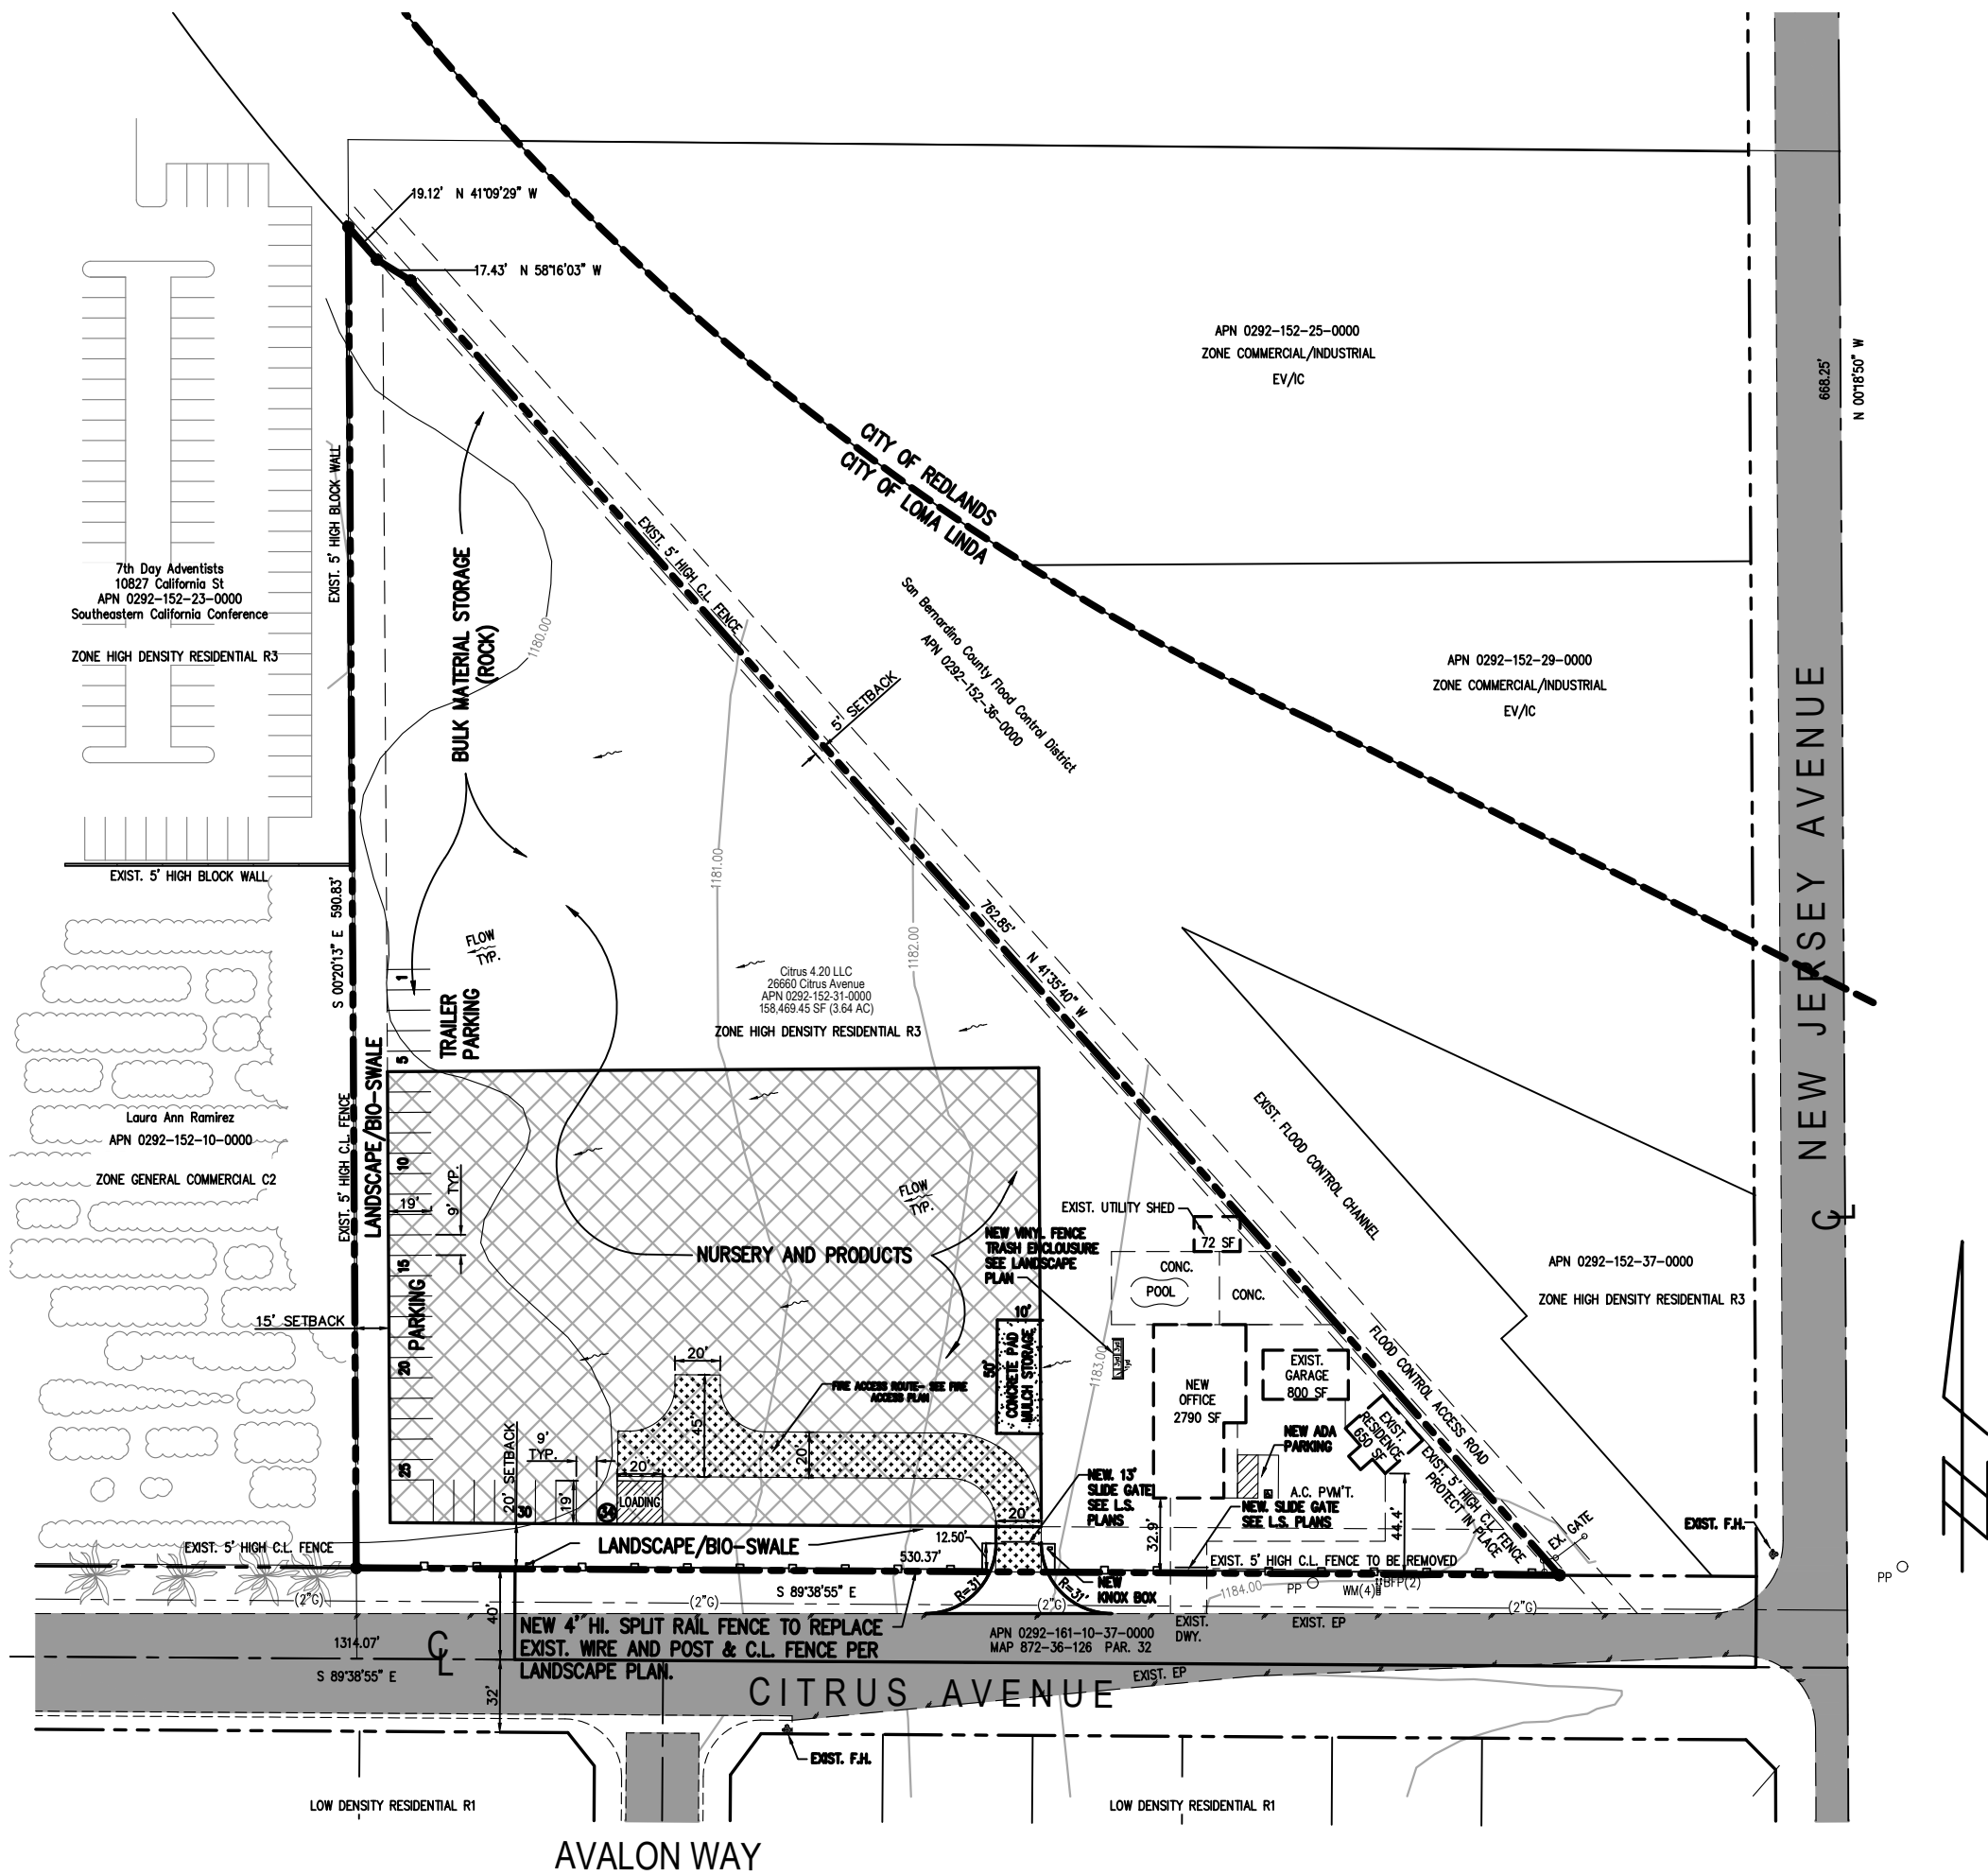 19.12' N 41°09'29" W
17.43' N 58°16'03" W
APN 0292-152-25-0000
ZONE COMMERCIAL/INDUSTRIAL
EV/IC
668.25'
N 00°18'50" W
CITY OF REDLANDS
CITY OF LOMA LINDA
EXIST. 5' HIGH BLOCK WALL
7th Day Adventists
10827 California St
APN 0292-152-23-0000
Southeastern California Conference
ZONE HIGH DENSITY RESIDENTIAL R3
BULK MATERIAL STORAGE
(ROCK)
1180.00
EXIST. 5' HIGH C.L. FENCE
5' SETBACK
San Bernardino County Flood Control District
APN 0292-152-36-0000
APN 0292-152-29-0000
ZONE COMMERCIAL/INDUSTRIAL
EV/IC
NEW JERSEY AVENUE
CL
EXIST. 5' HIGH BLOCK WALL
S 00°20'13" E 590.83'
1181.00
1182.00
762.85'
N 41°35'40" W
FLOW
TYP.
Citrus 4.20 LLC
26660 Citrus Avenue
APN 0292-152-31-0000
158,469.45 SF (3.64 AC)
ZONE HIGH DENSITY RESIDENTIAL R3
1
5
TRAILER
PARKING
LANDSCAPE/BIO-SWALE
EXIST. 5' HIGH C.L. FENCE
Laura Ann Ramirez
APN 0292-152-10-0000
ZONE GENERAL COMMERCIAL C2
10
19'
9' TYP.
15
PARKING
20
25
15' SETBACK
NURSERY AND PRODUCTS
FLOW
TYP.
EXIST. FLOOD CONTROL CHANNEL
EXIST. UTILITY SHED
72 SF
NEW VINYL FENCE
TRASH ENCLOUSURE
SEE LANDSCAPE
PLAN
CONC.
POOL
CONC.
APN 0292-152-37-0000
ZONE HIGH DENSITY RESIDENTIAL R3
10'
50'
CONCRETE PAD
MULCH STORAGE
1183.00
20'
45'
20'
FIRE ACCESS ROUTE- SEE FIRE
ACCESS PLAN
NEW
OFFICE
2790 SF
EXIST.
GARAGE
800 SF
EXIST.
RESIDENCE
650 SF
FLOOD CONTROL ACCESS ROAD
EXIST. 5' HIGH C.L. FENCE
PROTECT IN PLACE
NEW ADA
PARKING
A.C. PVM'T.
20' SETBACK
9'
TYP.
20'
19'
30
34
LOADING
20'
NEW. 13'
SLIDE GATE
SEE L.S.
PLANS
NEW. SLIDE GATE
SEE L.S. PLANS
32.9'
44.4'
EX. GATE
EXIST. F.H.
PP
EXIST. 5' HIGH C.L. FENCE
LANDSCAPE/BIO-SWALE
12.50'
530.37'
EXIST. 5' HIGH C.L. FENCE TO BE REMOVED
S 89°38'55" E
R=31'
R=31'
NEW
KNOX BOX
1184.00
PP
WM(4)
BFP(2)
(2"G)
(2"G)
(2"G)
(2"G)
40'
NEW 4' HI. SPLIT RAIL FENCE TO REPLACE
EXIST. WIRE AND POST & C.L. FENCE PER
LANDSCAPE PLAN.
APN 0292-161-10-37-0000
MAP 872-36-126 PAR. 32
EXIST.
DWY.
EXIST. EP
1314.07'
CL
S 89°38'55" E
32'
CITRUS AVENUE
EXIST. EP
EXIST. F.H.
LOW DENSITY RESIDENTIAL R1
LOW DENSITY RESIDENTIAL R1
AVALON WAY